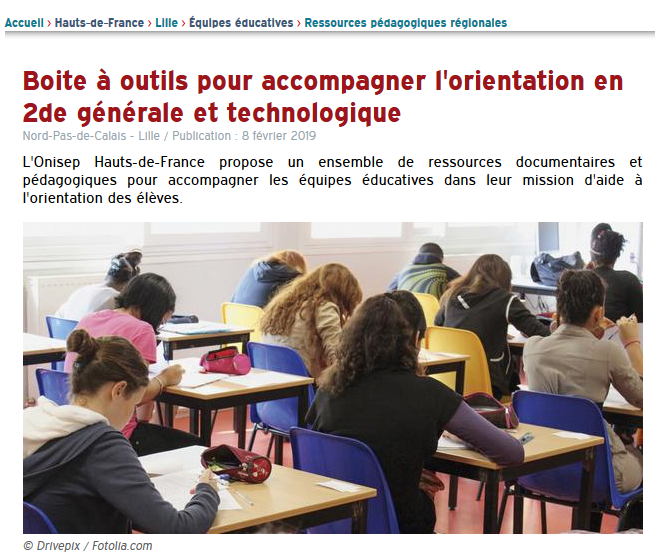 Accueil > Hauts-de-France > Lille > Équipes éducatives > Ressources pédagogiques régionales
Boite à outils pour accompagner l'orientation en
2de générale et technologique
Nord-Pas-de-Calais - Lille / Publication : 8 février 2019
L'Onisep Hauts-de-France propose un ensemble de ressources documentaires et
pédagogiques pour accompagner les équipes éducatives dans leur mission d'aide à
l'orientation des élèves.
© Drivepix / Fotolia.com